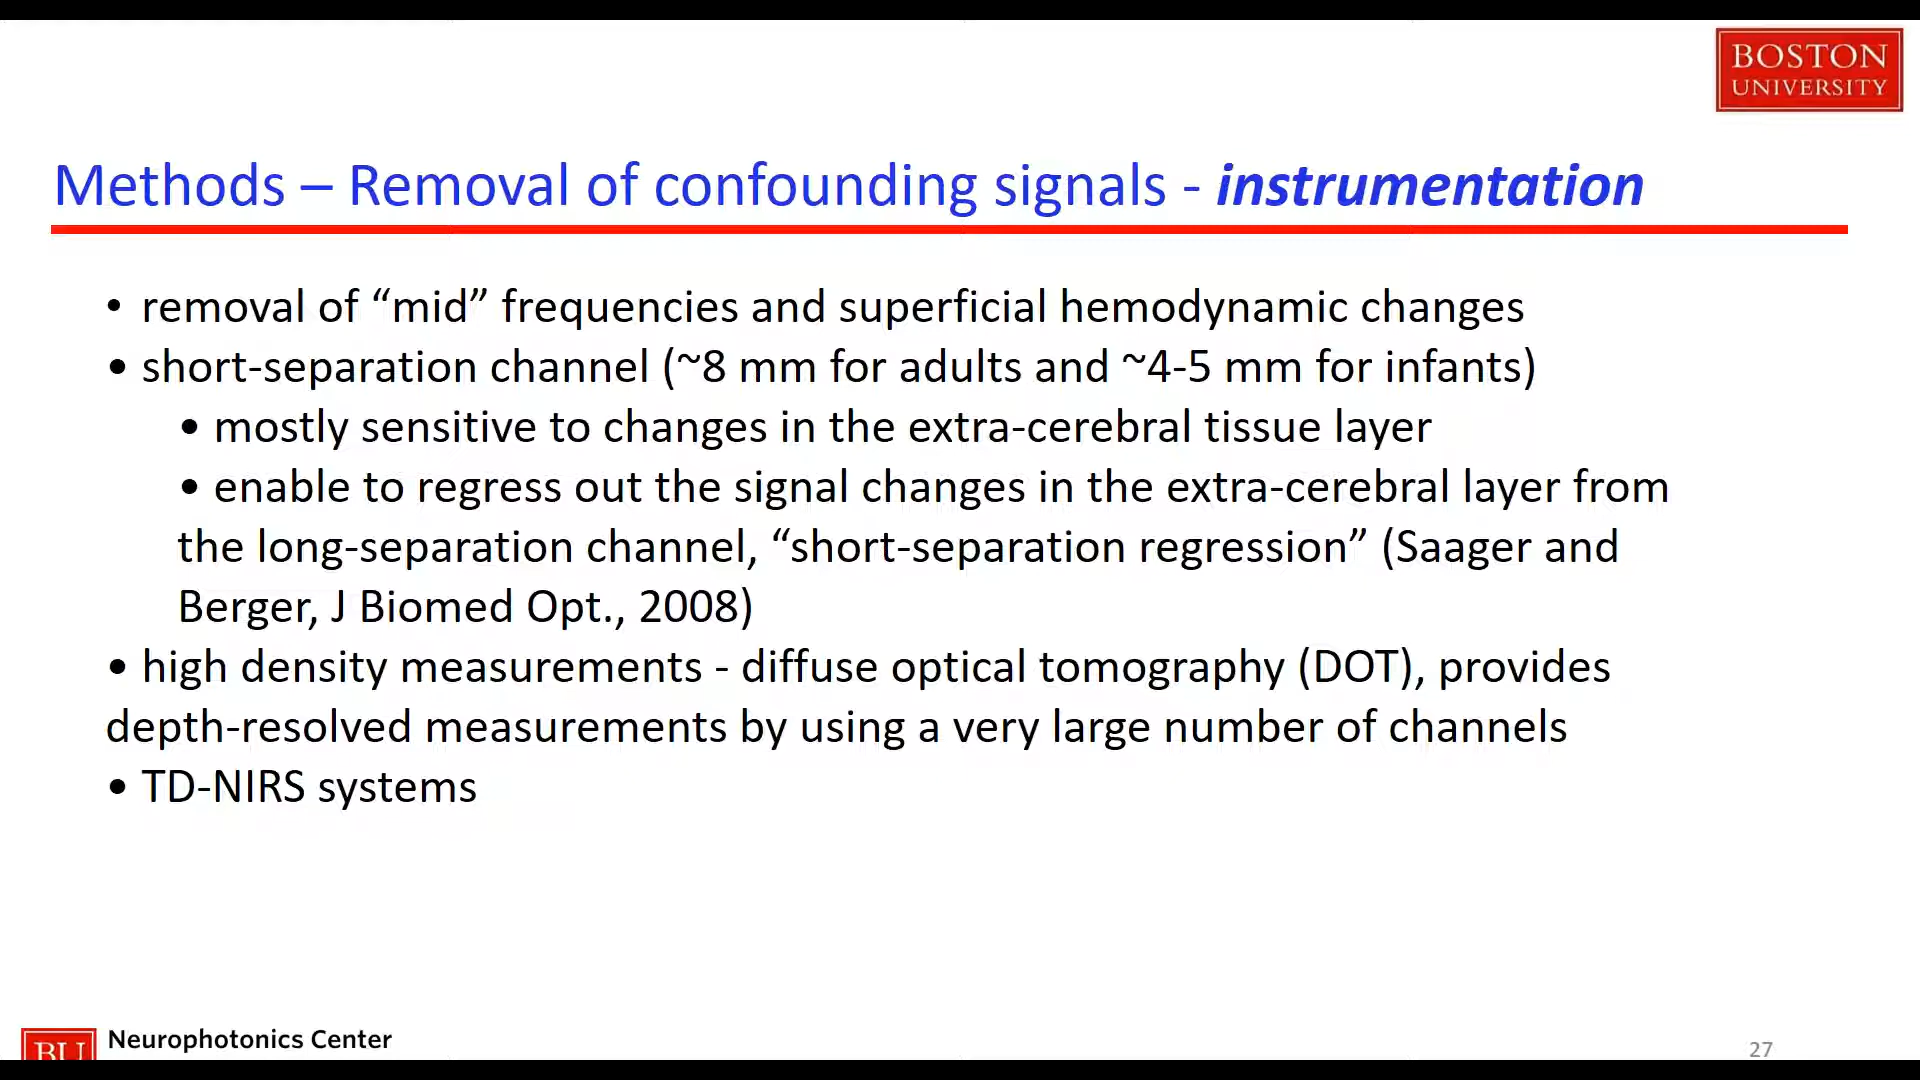 BOSTON
UNIVERSITY
Methods – Removal of confounding signals - instrumentation
• removal of “mid” frequencies and superficial hemodynamic changes
• short-separation channel (~8 mm for adults and ~4-5 mm for infants)
• mostly sensitive to changes in the extra-cerebral tissue layer
• enable to regress out the signal changes in the extra-cerebral layer from
the long-separation channel, “short-separation regression” (Saager and
Berger, J Biomed Opt., 2008)
• high density measurements - diffuse optical tomography (DOT), provides
depth-resolved measurements by using a very large number of channels
• TD-NIRS systems
BU
Neurophotonics Center
27